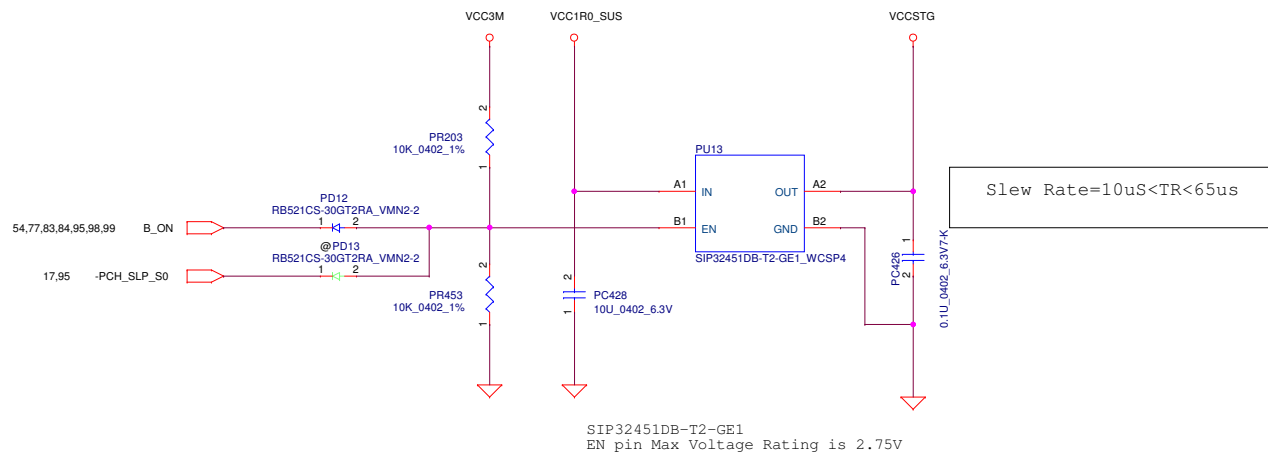 VCC3M
VCC1R0_SUS
VCCSTG
2
PR203
10K_0402_1%
1
PU13
A1
IN
OUT
A2
Slew Rate=10uS<TR<65us
PD12
RB521CS-30GT2RA_VMN2-2
54,77,83,84,95,98,99
B_ON
1
2
B1
EN
GND
B2
@PD13
RB521CS-30GT2RA_VMN2-2
17,95
-PCH_SLP_S0
1
2
SIP32451DB-T2-GE1_WCSP4
2
PR453
10K_0402_1%
1
2
PC428
10U_0402_6.3V
1
1
PC426
2
0.1U_0402_6.3V7-K
SIP32451DB-T2-GE1
EN pin Max Voltage Rating is 2.75V